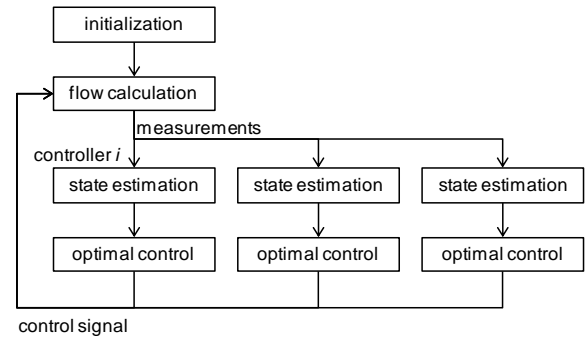 initialization
flow calculation
measurements
controller i
state estimation
state estimation
state estimation
optimal control
optimal control
optimal control
control signal